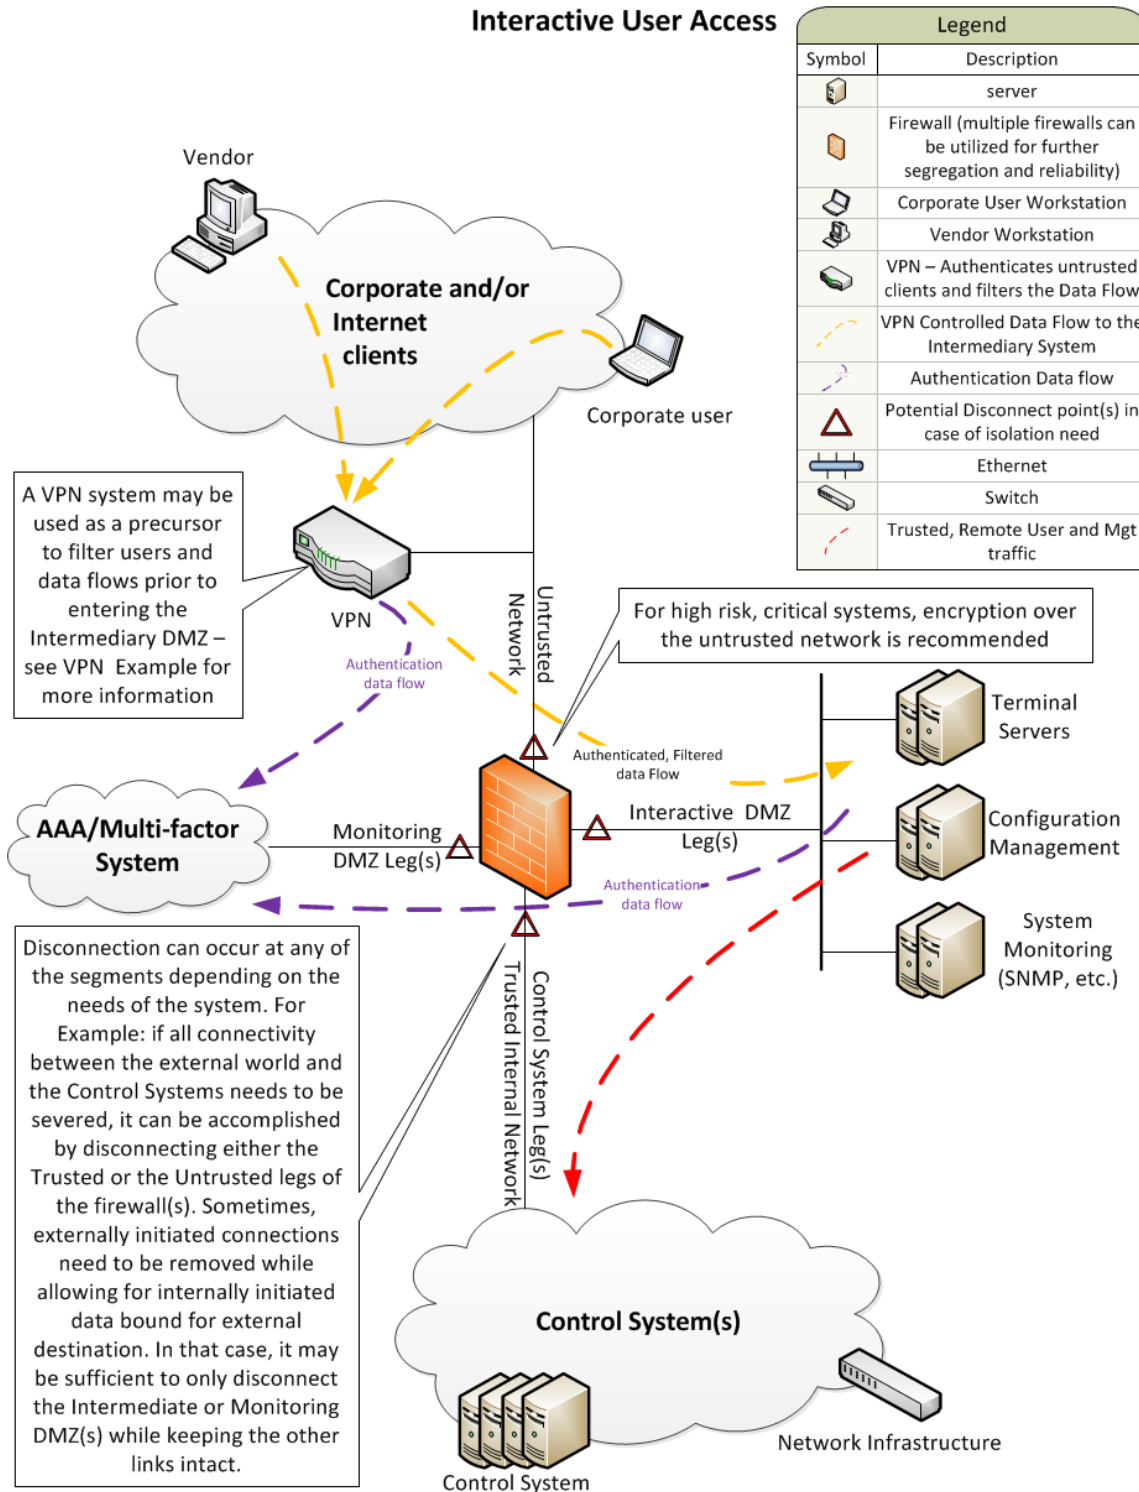 Interactive User Access
Legend
Symbol
Description
server
Firewall (multiple firewalls can
be utilized for further
segregation and reliability)
Corporate User Workstation
Vendor Workstation
VPN – Authenticates untrusted
clients and filters the Data Flow
VPN Controlled Data Flow to the
Intermediary System
Authentication Data flow
Potential Disconnect point(s) in
case of isolation need
Ethernet
Switch
Trusted, Remote User and Mgt
traffic
Vendor
Corporate and/or
Internet
clients
Corporate user
A VPN system may be
used as a precursor
to filter users and
data flows prior to
entering the
Intermediary DMZ –
see VPN Example for
more information
VPN
Untrusted
Network
For high risk, critical systems, encryption over
the untrusted network is recommended
Authentication
data flow
Authenticated, Filtered
data Flow
Terminal
Servers
AAA/Multi-factor
System
Monitoring
DMZ Leg(s)
Interactive DMZ
Leg(s)
Configuration
Management
Authentication
data flow
System
Monitoring
(SNMP, etc.)
Disconnection can occur at any of
the segments depending on the
needs of the system. For
Example: if all connectivity
between the external world and
the Control Systems needs to be
severed, it can be accomplished
by disconnecting either the
Trusted or the Untrusted legs of
the firewall(s). Sometimes,
externally initiated connections
need to be removed while
allowing for internally initiated
data bound for external
destination. In that case, it may
be sufficient to only disconnect
the Intermediate or Monitoring
DMZ(s) while keeping the other
links intact.
Control System Leg(s)
Trusted Internal Network
Control System(s)
Network Infrastructure
Control System